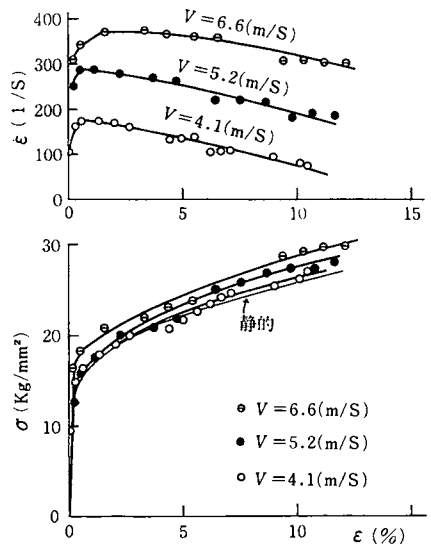 V=6.6(m/S)
400
300
V=5.2(m/S)
ε̇ (1/S)
200
V=4.1(m/S)
100
0
0
5
10
15
30
20
静的
σ (Kg/mm²)
10
V=6.6(m/S)
V=5.2(m/S)
V=4.1(m/S)
0
0
5
10
ε (%)